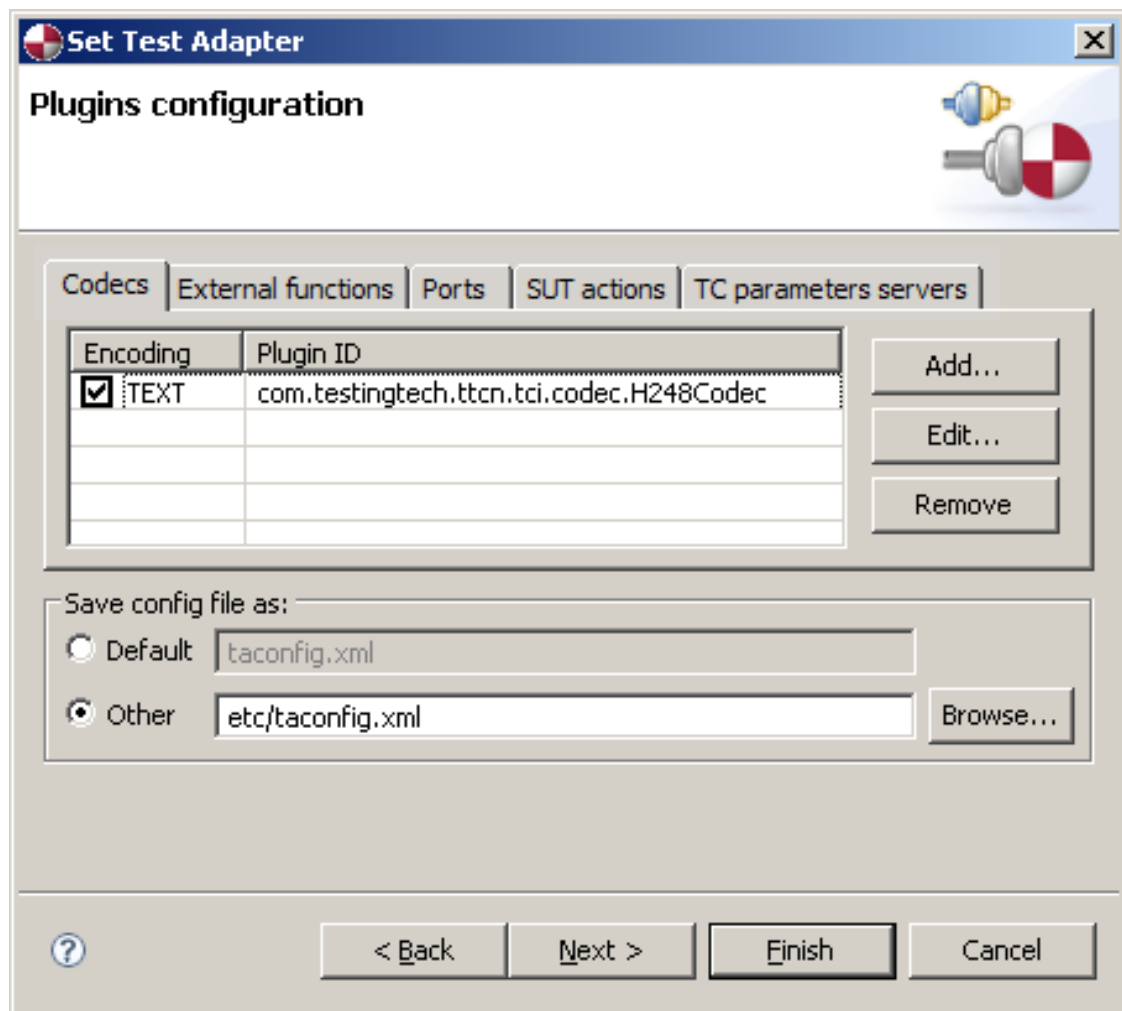 Set Test Adapter
Plugins configuration
Codecs External functions Ports SUT actions TC parameters servers
Encoding Plugin ID
TEXT com.testingtech.ttcn.tci.codec.H248Codec
Add...
Edit...
Remove
Save config file as:
Default taconfig.xml
Other etc/taconfig.xml Browse...
? < Back Next > Finish Cancel